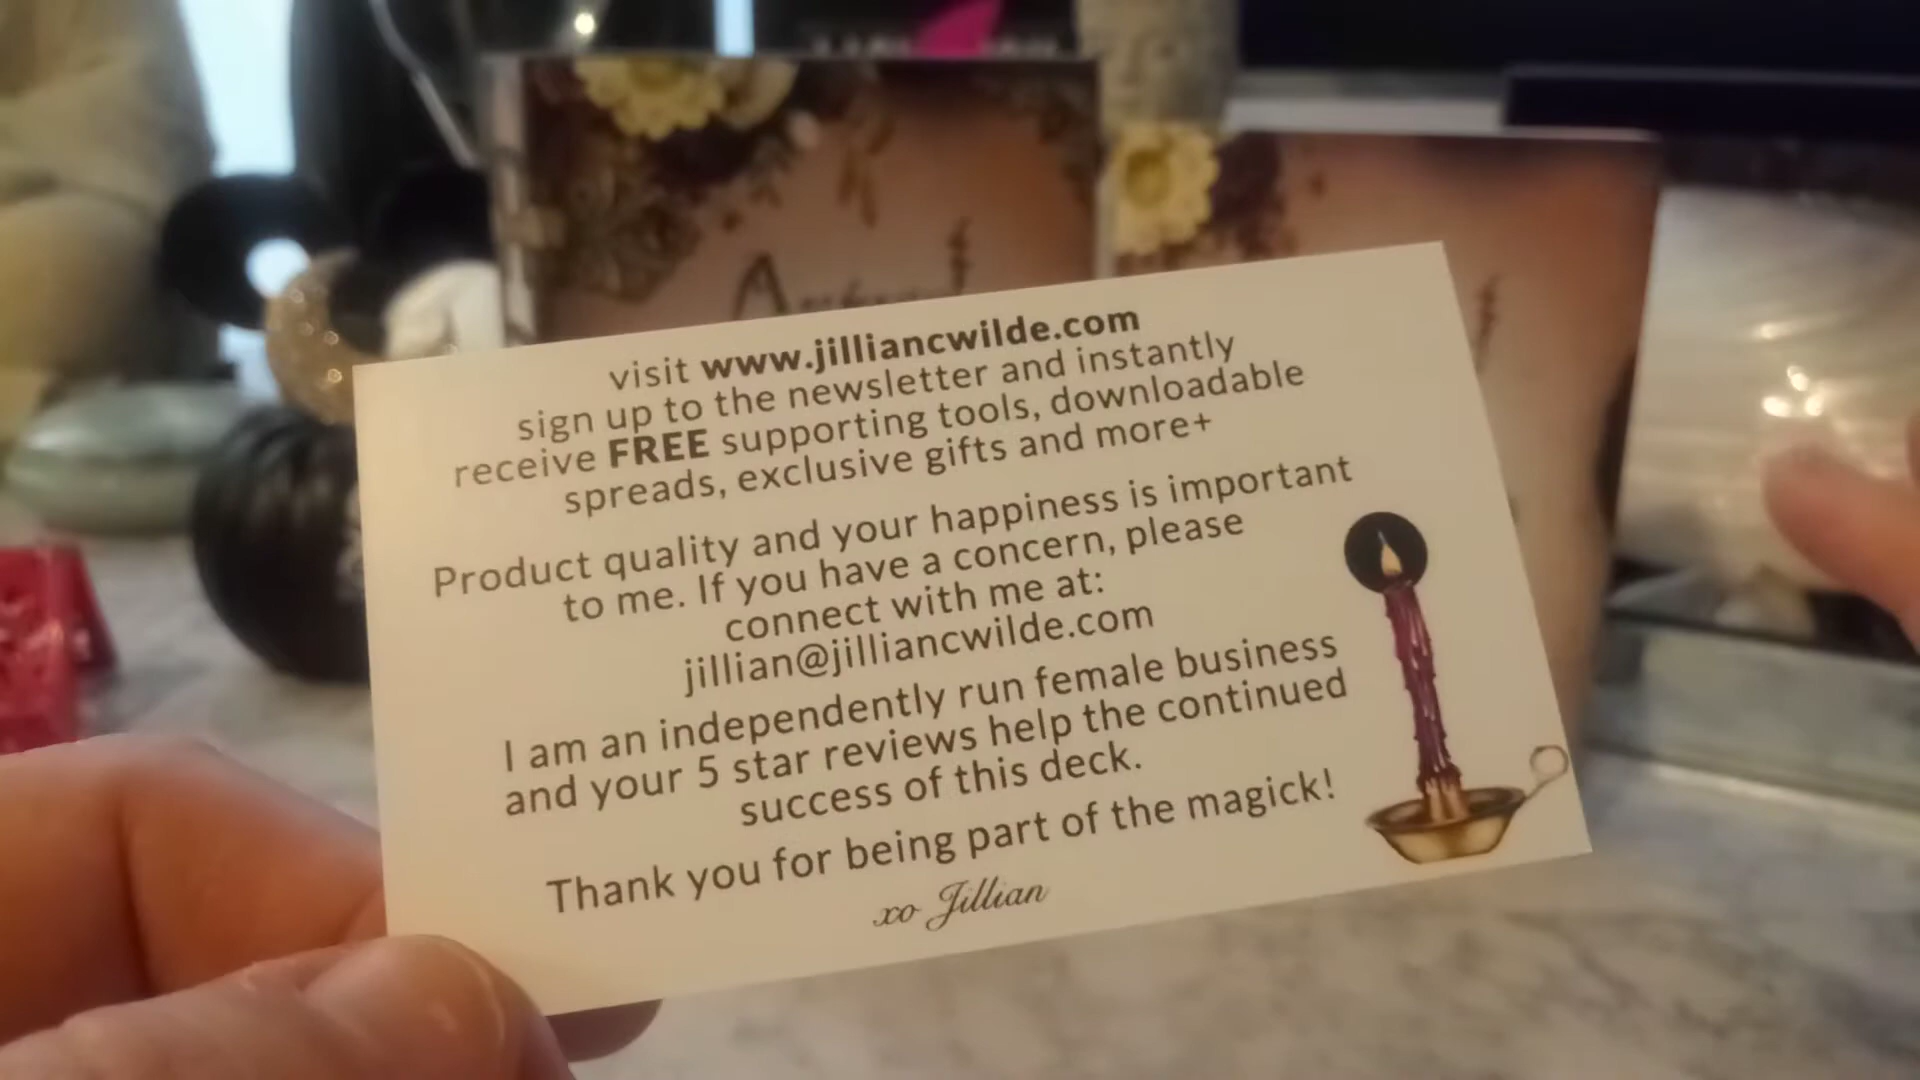 visit www.jilliancwilde.com
sign up to the newsletter and instantly
receive FREE supporting tools, downloadable
spreads, exclusive gifts and more+
Product quality and your happiness is important
to me. If you have a concern, please
connect with me at:
jillian@jilliancwilde.com
I am an independently run female business
and your 5 star reviews help the continued
success of this deck.
Thank you for being part of the magick!
xo Jillian